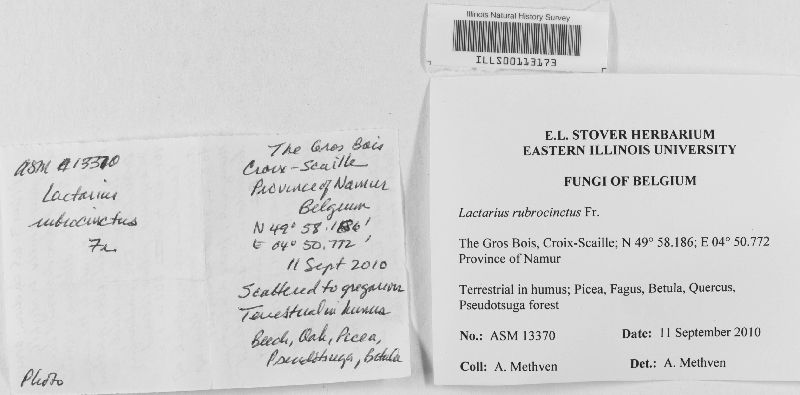 Illinois Natural History Survey
ILLS00113173
E.L. STOVER HERBARIUM
EASTERN ILLINOIS UNIVERSITY
FUNGI OF BELGIUM
Lactarius rubrocinctus Fr.
The Gros Bois, Croix-Scaille; N 49° 58.186; E 04° 50.772
Province of Namur
Terrestrial in humus; Picea, Fagus, Betula, Quercus,
Pseudotsuga forest
No.: ASM 13370 Date: 11 September 2010
Coll: A. Methven Det.: A. Methven
ASM #13370
Lactarius
rubrocinctus
Fr.
Photo
The Gros Bois
Croix-Scaille
Province of Namur
Belgium
N 49° 58.186'
E 04° 50.772'
11 Sept 2010
Scattered to gregarious
Terrestrial in humus
Beech, Oak, Picea,
Pseudotsuga, Betula